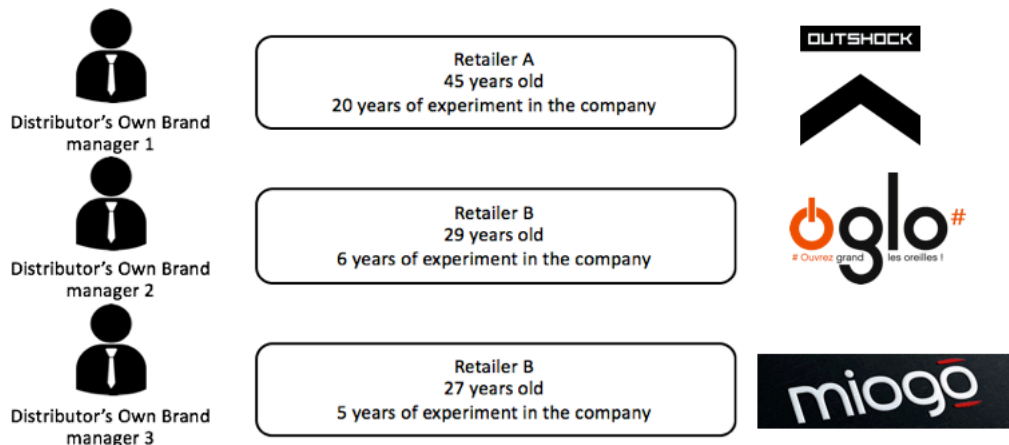 Distributor's Own Brand
manager 1
Retailer A
45 years old
20 years of experiment in the company
OUTSHOCK
Distributor's Own Brand
manager 2
Retailer B
29 years old
6 years of experiment in the company
oglo#
# Ouvrez grand les oreilles !
Distributor's Own Brand
manager 3
Retailer B
27 years old
5 years of experiment in the company
miogo